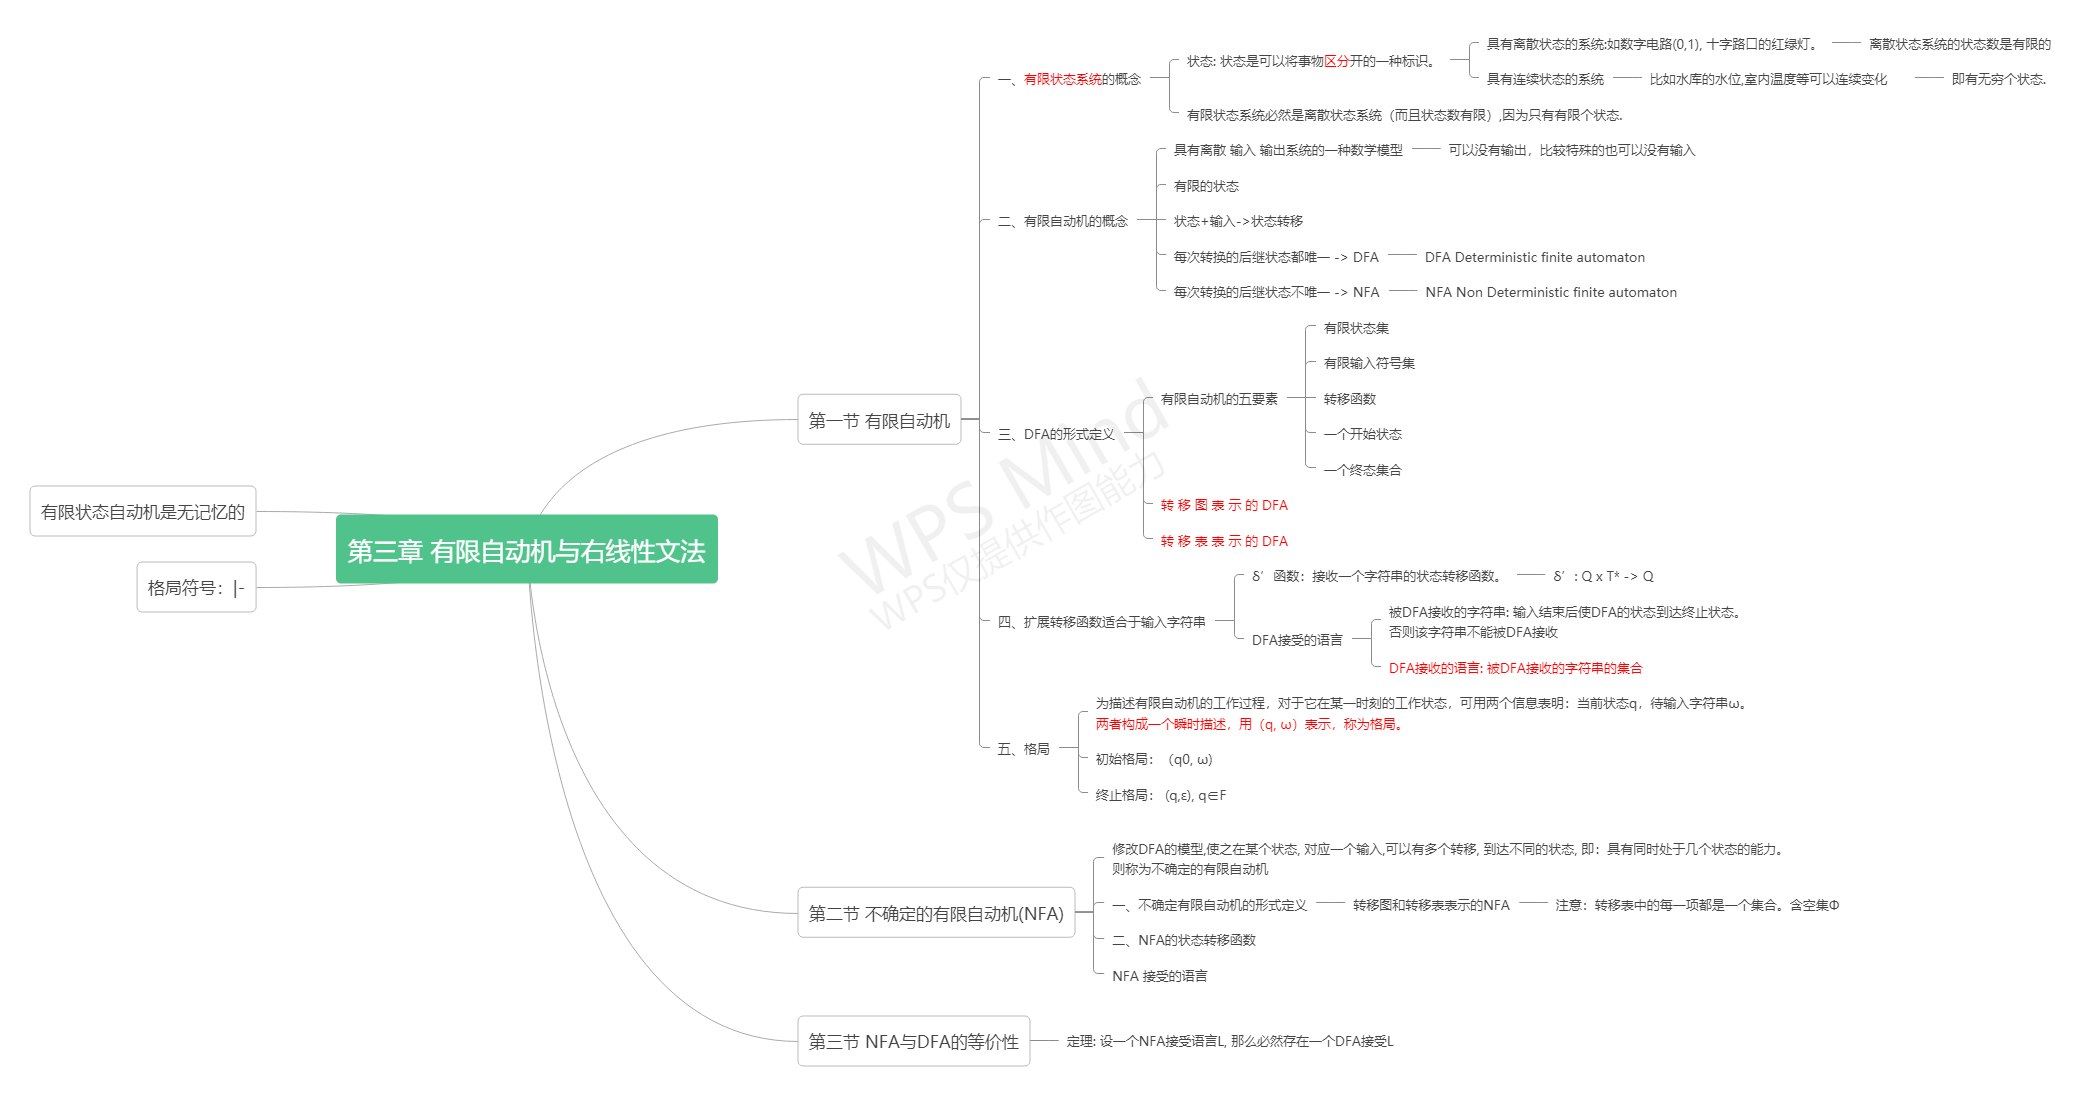 第三章 有限自动机与右线性文法
有限状态自动机是无记忆的
格局符号：|-
第一节 有限自动机
一、有限状态系统的概念
状态: 状态是可以将事物区分开的一种标识。
具有离散状态的系统:如数字电路(0,1), 十字路口的红绿灯。
离散状态系统的状态数是有限的
具有连续状态的系统
比如水库的水位,室内温度等可以连续变化
即有无穷个状态.
有限状态系统必然是离散状态系统（而且状态数有限）,因为只有有限个状态.
二、有限自动机的概念
具有离散 输入 输出系统的一种数学模型
可以没有输出，比较特殊的也可以没有输入
有限的状态
状态+输入->状态转移
每次转换的后继状态都唯一 -> DFA
DFA Deterministic finite automaton
每次转换的后继状态不唯一 -> NFA
NFA Non Deterministic finite automaton
三、DFA的形式定义
有限自动机的五要素
有限状态集
有限输入符号集
转移函数
一个开始状态
一个终态集合
转 移 图 表 示 的 DFA
转 移 表 表 示 的 DFA
四、扩展转移函数适合于输入字符串
δ’函数：接收一个字符串的状态转移函数。
δ’: Q x T* -> Q
DFA接受的语言
被DFA接收的字符串: 输入结束后使DFA的状态到达终止状态。
否则该字符串不能被DFA接收
DFA接收的语言: 被DFA接收的字符串的集合
五、格局
为描述有限自动机的工作过程，对于它在某一时刻的工作状态，可用两个信息表明：当前状态q，待输入字符串ω。
两者构成一个瞬时描述，用（q, ω）表示，称为格局。
初始格局：（q0, ω)
终止格局： (q,ε), q∈F
第二节 不确定的有限自动机(NFA)
修改DFA的模型,使之在某个状态, 对应一个输入,可以有多个转移, 到达不同的状态, 即：具有同时处于几个状态的能力。
则称为不确定的有限自动机
一、不确定有限自动机的形式定义
转移图和转移表表示的NFA
注意：转移表中的每一项都是一个集合。含空集Φ
二、NFA的状态转移函数
NFA 接受的语言
第三节 NFA与DFA的等价性
定理: 设一个NFA接受语言L, 那么必然存在一个DFA接受L
WPS Mind
WPS仅提供作图能力